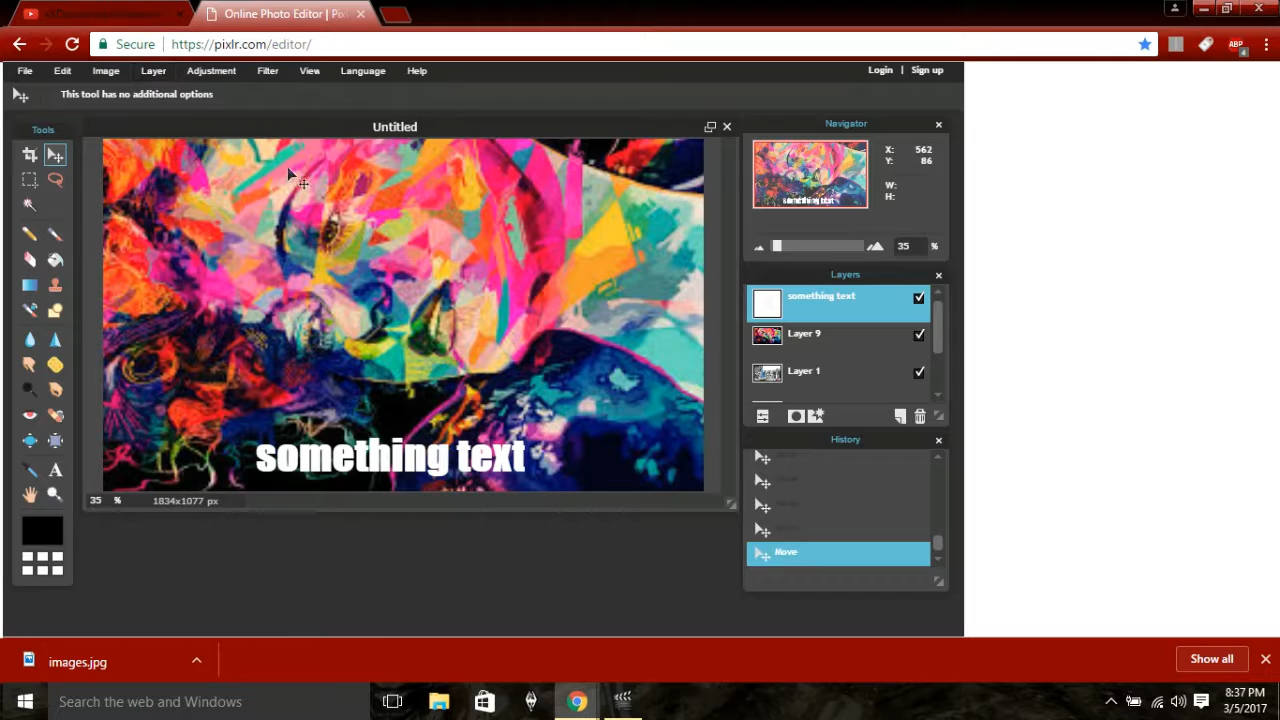 Online Photo Editor | Pixl
Secure
https://pixlr.com/editor/
ABP
4
File Edit Image Layer Adjustment Filter View Language Help
Login | Sign up
This tool has no additional options
Tools
Untitled
Navigator
X: 562
Y: 86
W:
H:
35 %
Layers
something text
Layer 9
Layer 1
History
Move
something text
35 % 1834x1077 px
images.jpg
Show all
Search the web and Windows
8:37 PM
3/5/2017